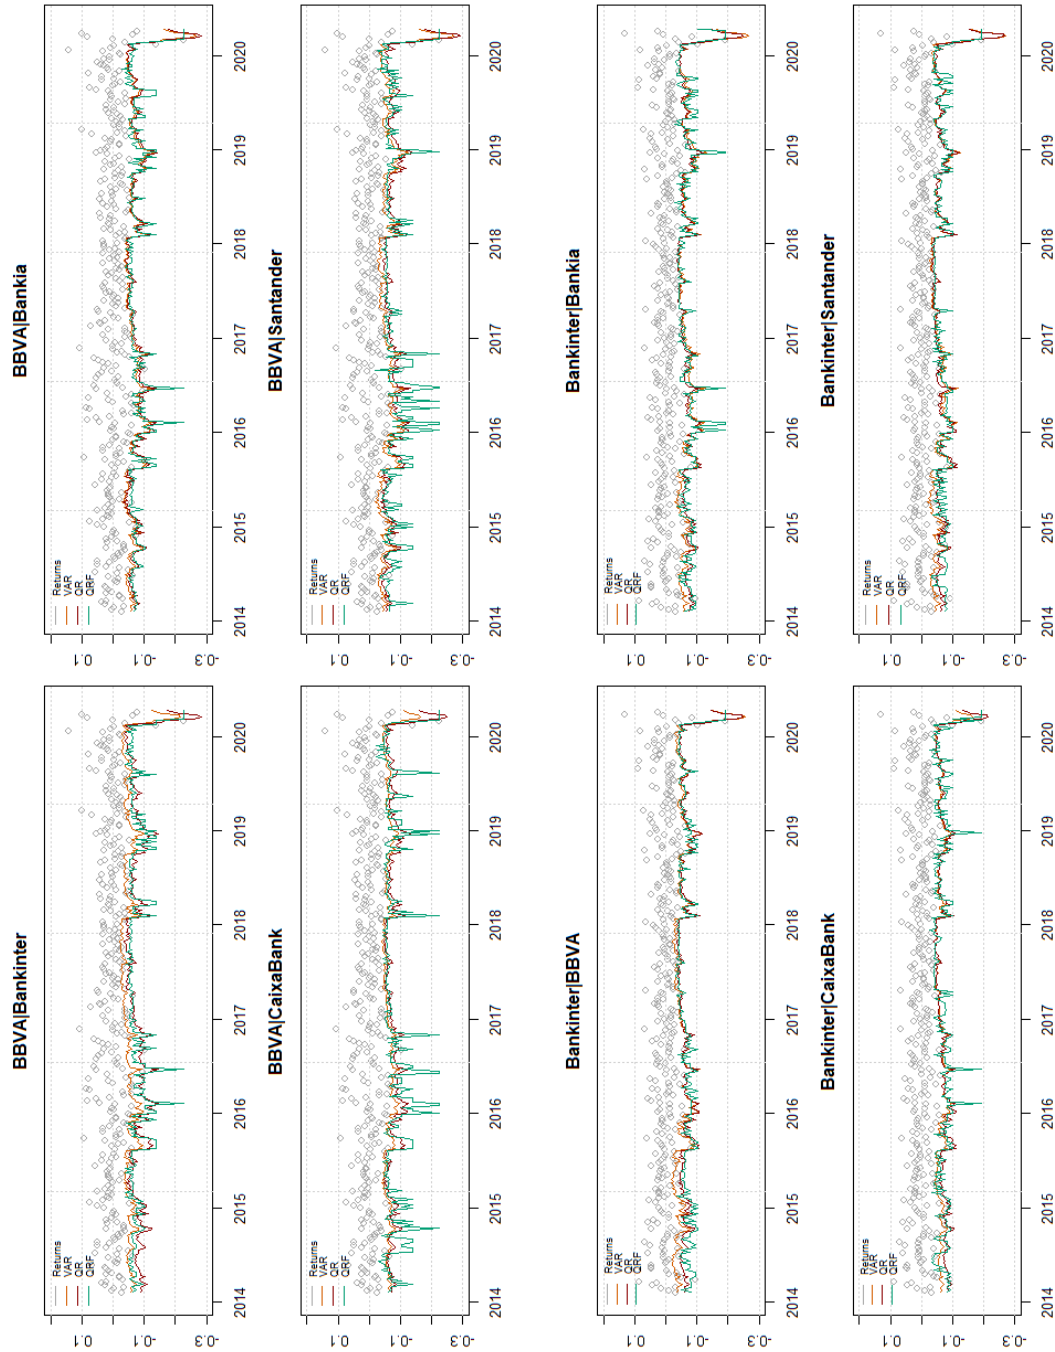 BBVA|Bankinter
0.1
-0.1
-0.3
Returns
VAR
QR
QRF
2014 2015 2016 2017 2018 2019 2020
BBVA|Bankia
0.1
-0.1
-0.3
Returns
VAR
QR
QRF
2014 2015 2016 2017 2018 2019 2020
BBVA|CaixaBank
0.1
-0.1
-0.3
Returns
VAR
QR
QRF
2014 2015 2016 2017 2018 2019 2020
BBVA|Santander
0.1
-0.1
-0.3
Returns
VAR
QR
QRF
2014 2015 2016 2017 2018 2019 2020
Bankinter|BBVA
0.1
-0.1
-0.3
Returns
VAR
QR
QRF
2014 2015 2016 2017 2018 2019 2020
Bankinter|Bankia
0.1
-0.1
-0.3
Returns
VAR
QR
QRF
2014 2015 2016 2017 2018 2019 2020
Bankinter|CaixaBank
0.1
-0.1
-0.3
Returns
VAR
QR
QRF
2014 2015 2016 2017 2018 2019 2020
Bankinter|Santander
0.1
-0.1
-0.3
Returns
VAR
QR
QRF
2014 2015 2016 2017 2018 2019 2020